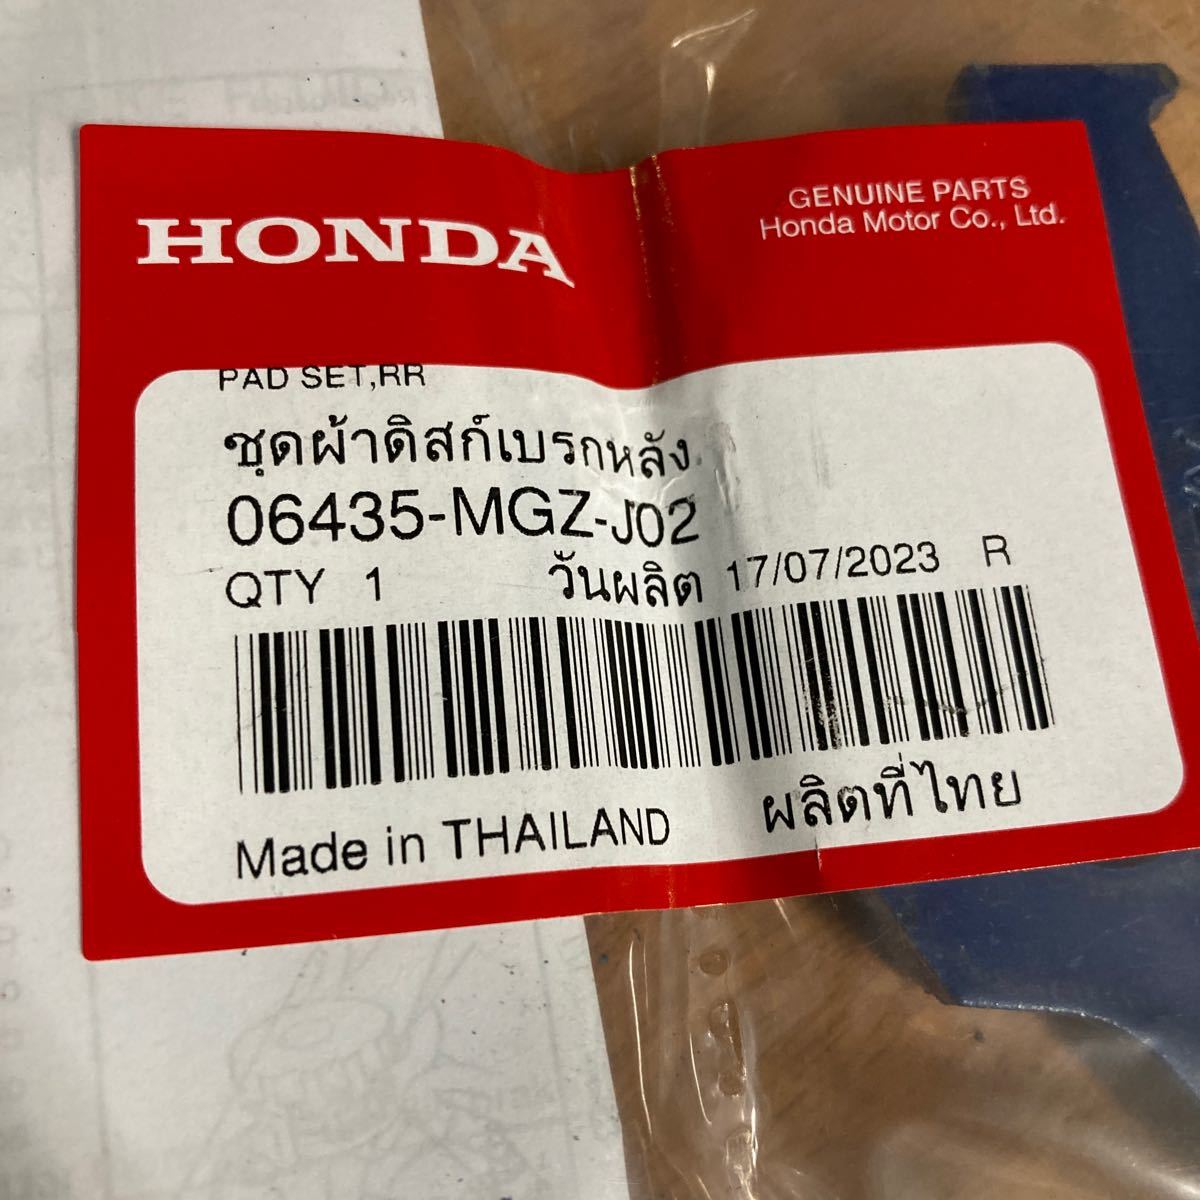 HONDA
GENUINE PARTS
Honda Motor Co., Ltd.
PAD SET,RR
ชุดผ้าดิสก์เบรกหลัง
06435-MGZ-J02
QTY 1 วันผลิต 17/07/2023 R
Made in THAILAND ผลิตที่ไทย